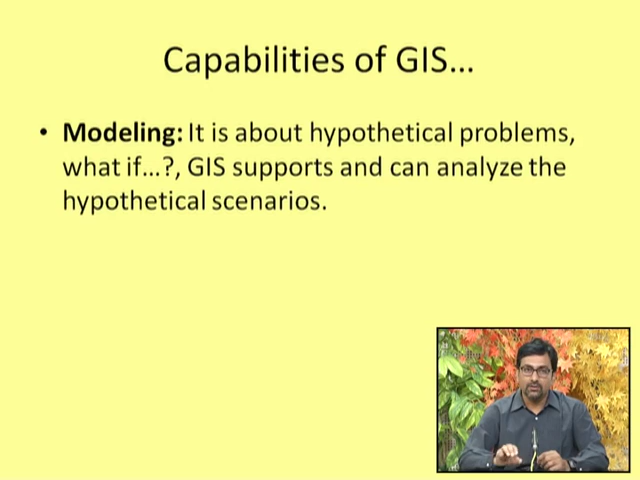 Capabilities of GIS...
• Modeling: It is about hypothetical problems,
what if...?, GIS supports and can analyze the
hypothetical scenarios.